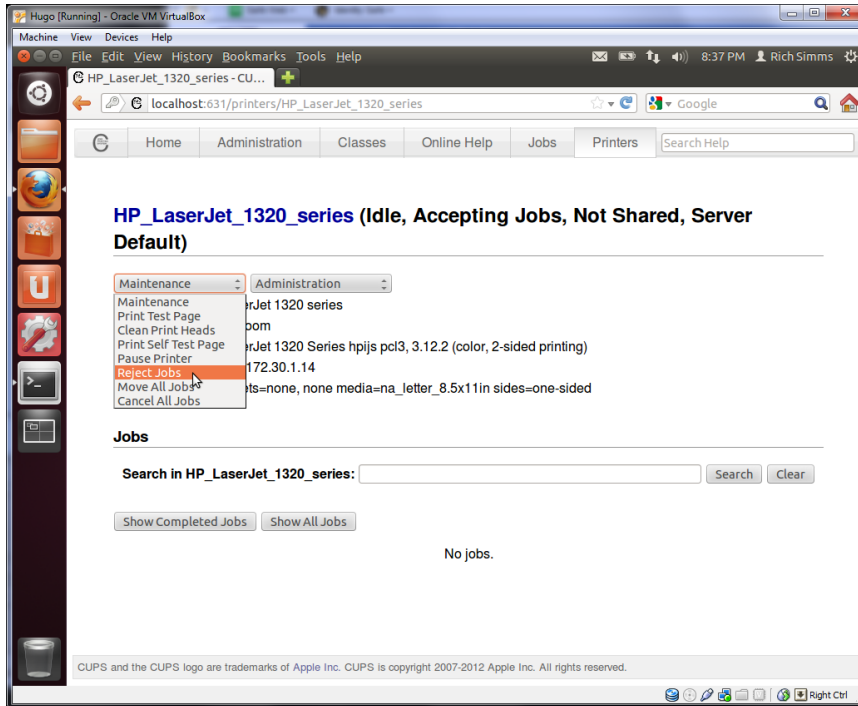 Hugo [Running] - Oracle VM VirtualBox
Machine View Devices Help
File Edit View History Bookmarks Tools Help 8:37 PM Rich Simms
HP_LaserJet_1320_series - CU...
localhost:631/printers/HP_LaserJet_1320_series Google
Home Administration Classes Online Help Jobs Printers Search Help
HP_LaserJet_1320_series (Idle, Accepting Jobs, Not Shared, Server
Default)
Maintenance Administration
Maintenance
erJet 1320 series
Print Test Page
oom
Clean Print Heads
Print Self Test Page
erJet 1320 Series hpijs pcl3, 3.12.2 (color, 2-sided printing)
Pause Printer
Reject Jobs
172.30.1.14
Move All Jobs
ets=none, none media=na_letter_8.5x11in sides=one-sided
Cancel All Jobs
Jobs
Search in HP_LaserJet_1320_series: Search Clear
Show Completed Jobs Show All Jobs
No jobs.
CUPS and the CUPS logo are trademarks of Apple Inc. CUPS is copyright 2007-2012 Apple Inc. All rights reserved.
Right Ctrl